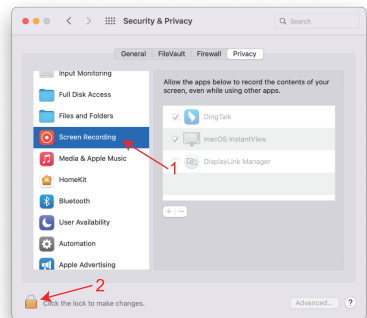 Security & Privacy
Search
General FileVault Firewall Privacy
Input Monitoring
Full Disk Access
Files and Folders
Screen Recording
Media & Apple Music
HomeKit
Bluetooth
User Availability
Automation
Apple Advertising
Allow the apps below to record the contents of your
screen, even while using other apps.
DingTalk
macOS InstantView
DisplayLink Manager
+ −
1
2
Click the lock to make changes.
Advanced... ?